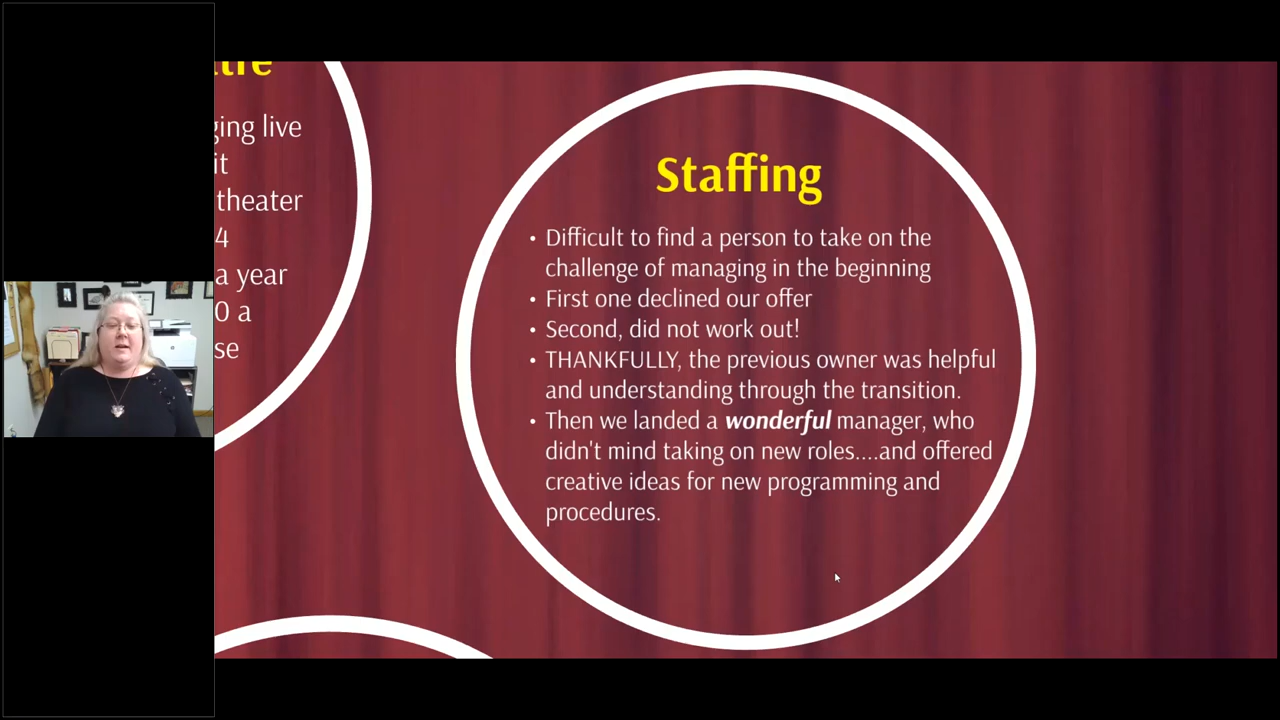 ging live
it
theater
4
a year
0 a
se
Staffing
• Difficult to find a person to take on the
challenge of managing in the beginning
• First one declined our offer
• Second, did not work out!
• THANKFULLY, the previous owner was helpful
and understanding through the transition.
• Then we landed a wonderful manager, who
didn't mind taking on new roles....and offered
creative ideas for new programming and
procedures.